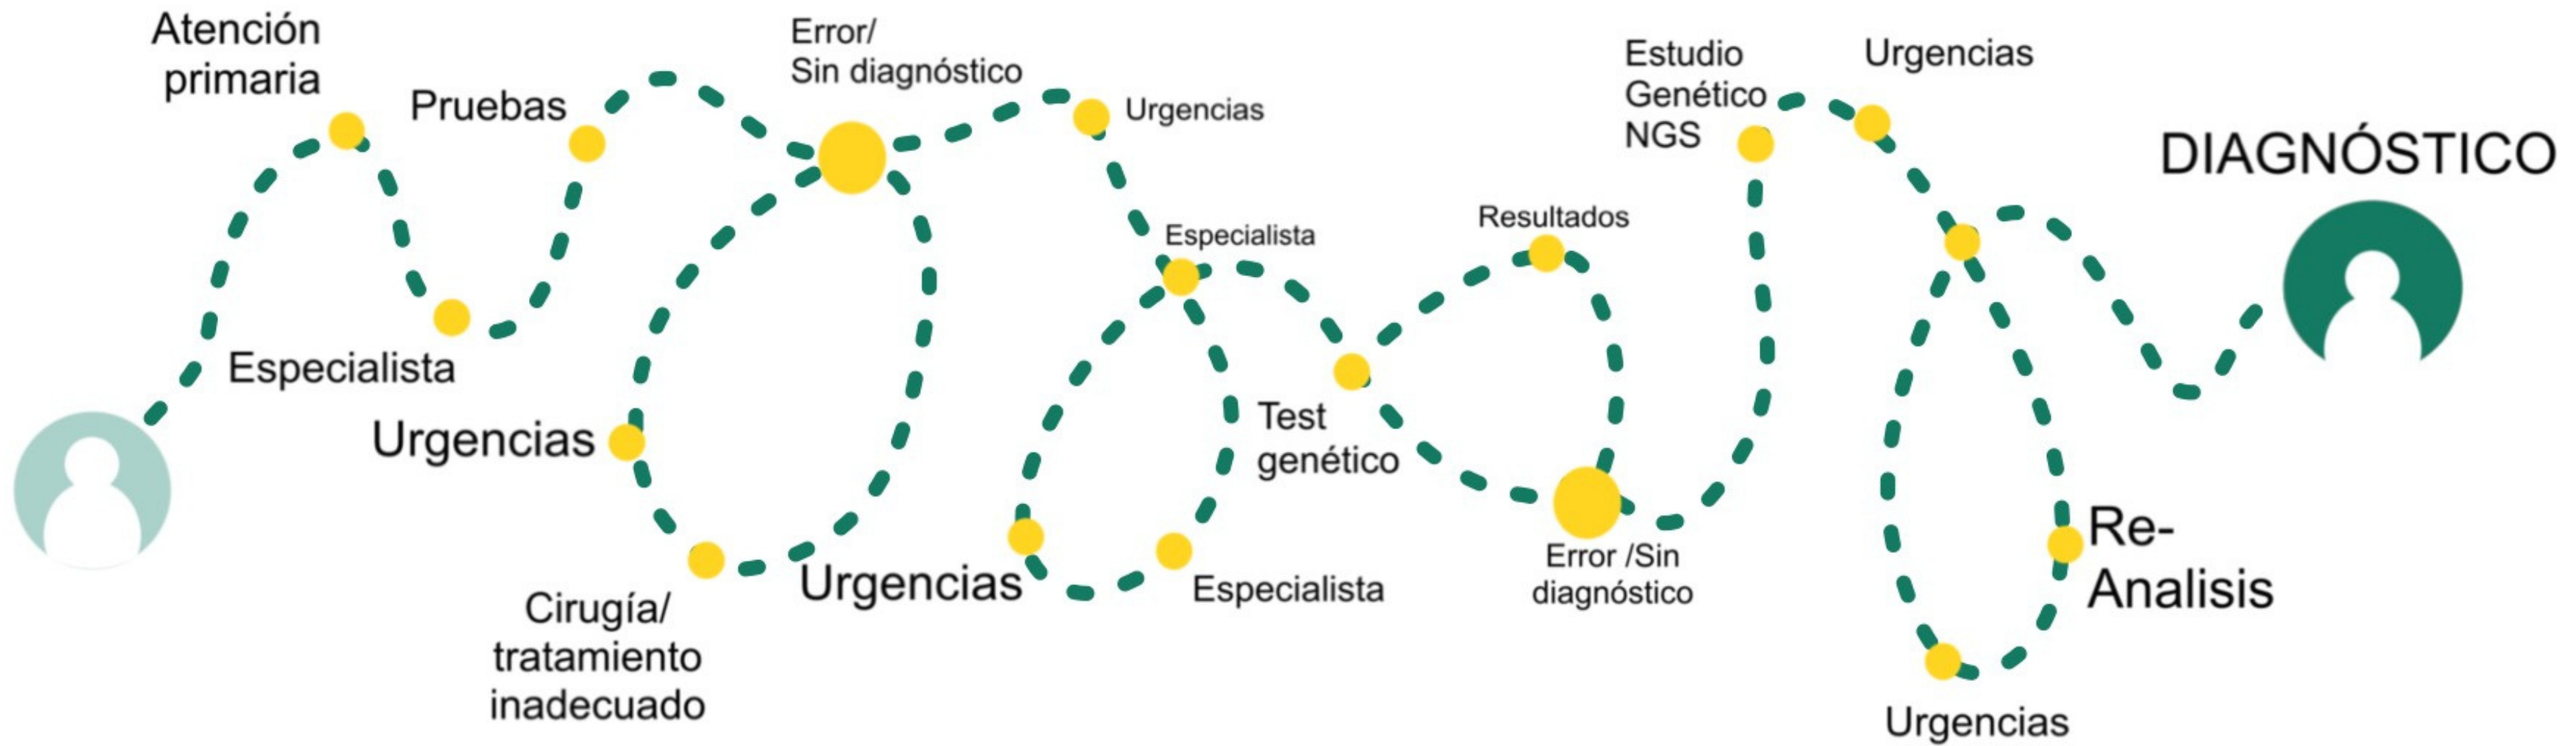 Atención
primaria
Especialista
Pruebas
Error/
Sin diagnóstico
Urgencias
Cirugía/
tratamiento
inadecuado
Urgencias
Especialista
Urgencias
Especialista
Test
genético
Resultados
Error /Sin
diagnóstico
Estudio
Genético
NGS
Urgencias
Urgencias
Re-
Analisis
DIAGNÓSTICO